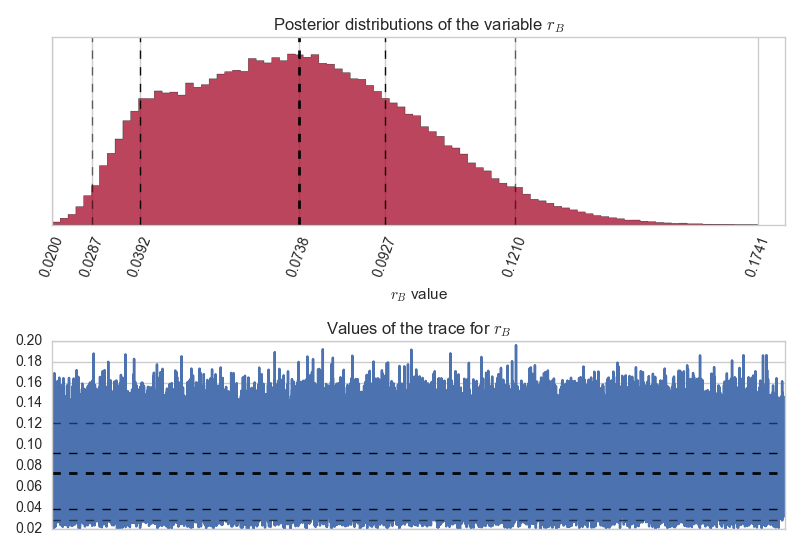 Posterior distributions of the variable r_B
0.0200 0.0287 0.0392 0.0738 0.0927 0.1210 0.1741
r_B value
Values of the trace for r_B
0.20
0.18
0.16
0.14
0.12
0.10
0.08
0.06
0.04
0.02